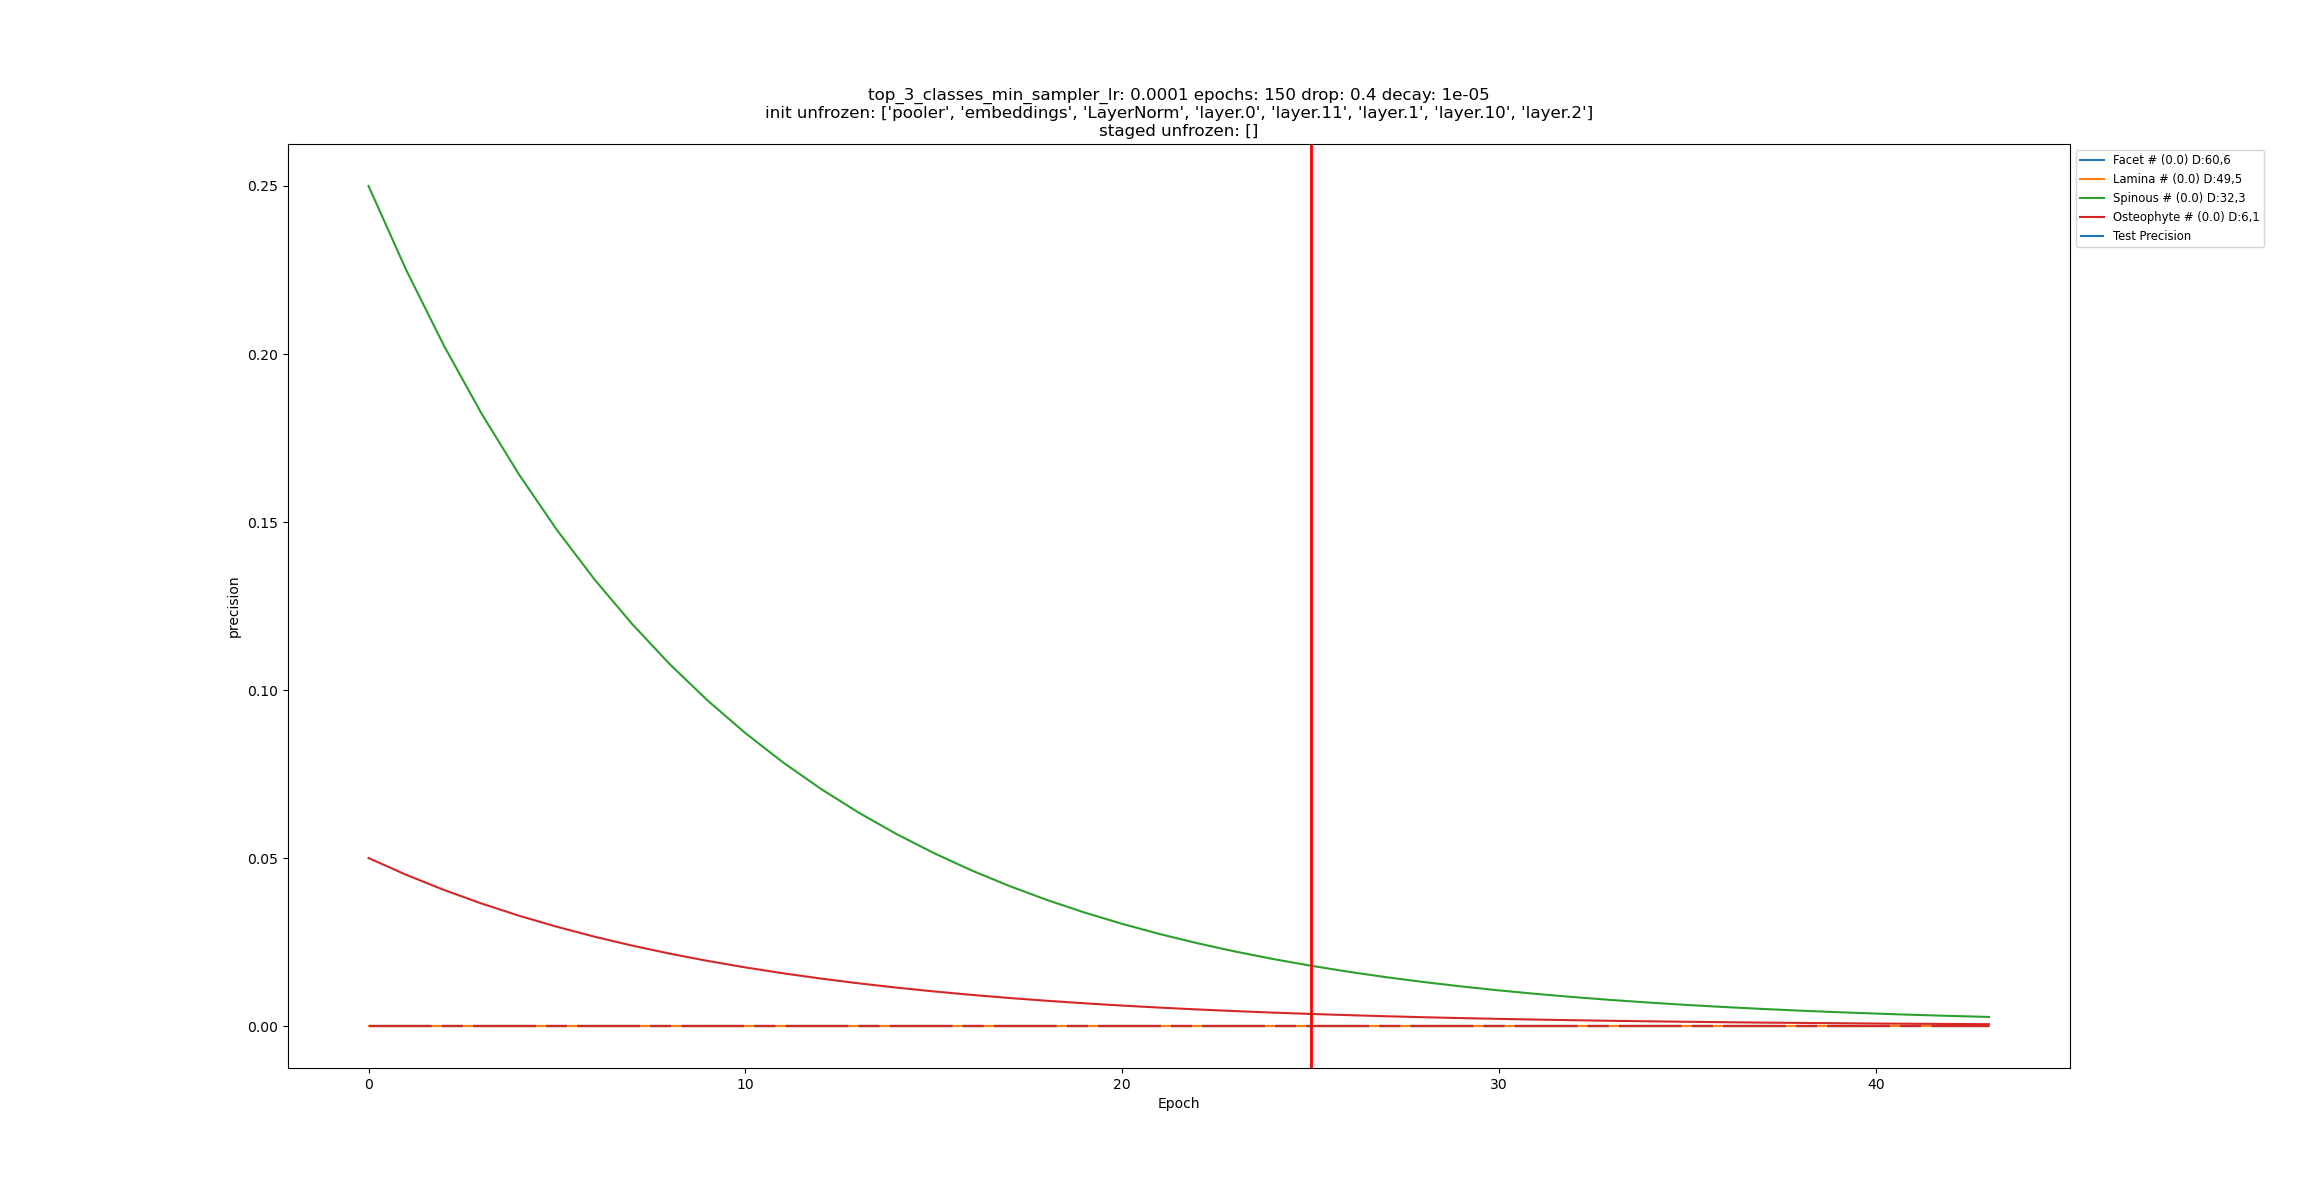 top_3_classes_min_sampler_lr: 0.0001 epochs: 150 drop: 0.4 decay: 1e-05
init unfrozen: ['pooler', 'embeddings', 'LayerNorm', 'layer.0', 'layer.11', 'layer.1', 'layer.10', 'layer.2']
staged unfrozen: []
Facet # (0.0) D:60,6
Lamina # (0.0) D:49,5
Spinous # (0.0) D:32,3
Osteophyte # (0.0) D:6,1
Test Precision
precision
0.25
0.20
0.15
0.10
0.05
0.00
0 10 20 30 40
Epoch